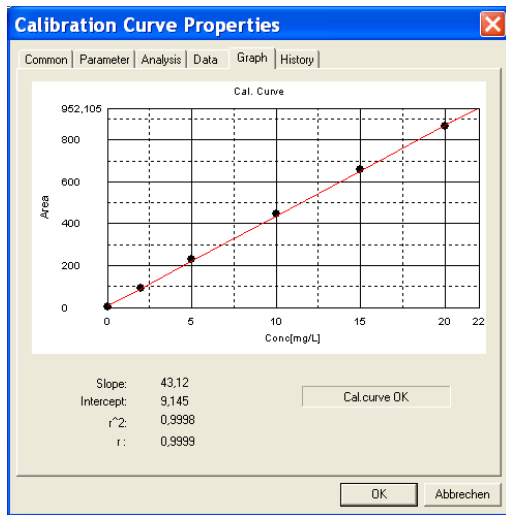 Calibration Curve Properties
Common Parameter Analysis Data Graph History
Cal. Curve
952,105
800
600
400
200
0
Area
0 5 10 15 20 22
Conc[mg/L]
Slope: 43,12
Intercept: 9,145
r^2: 0,9998
r: 0,9999
Cal.curve OK
OK Abbrechen